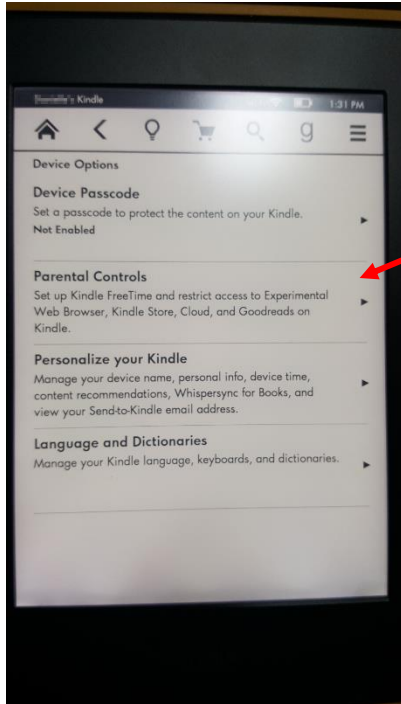 Kindle
1:31 PM
g
Device Options
Device Passcode
Set a passcode to protect the content on your Kindle.
Not Enabled
Parental Controls
Set up Kindle FreeTime and restrict access to Experimental
Web Browser, Kindle Store, Cloud, and Goodreads on
Kindle.
Personalize your Kindle
Manage your device name, personal info, device time,
content recommendations, Whispersync for Books, and
view your Send-to-Kindle email address.
Language and Dictionaries
Manage your Kindle language, keyboards, and dictionaries.